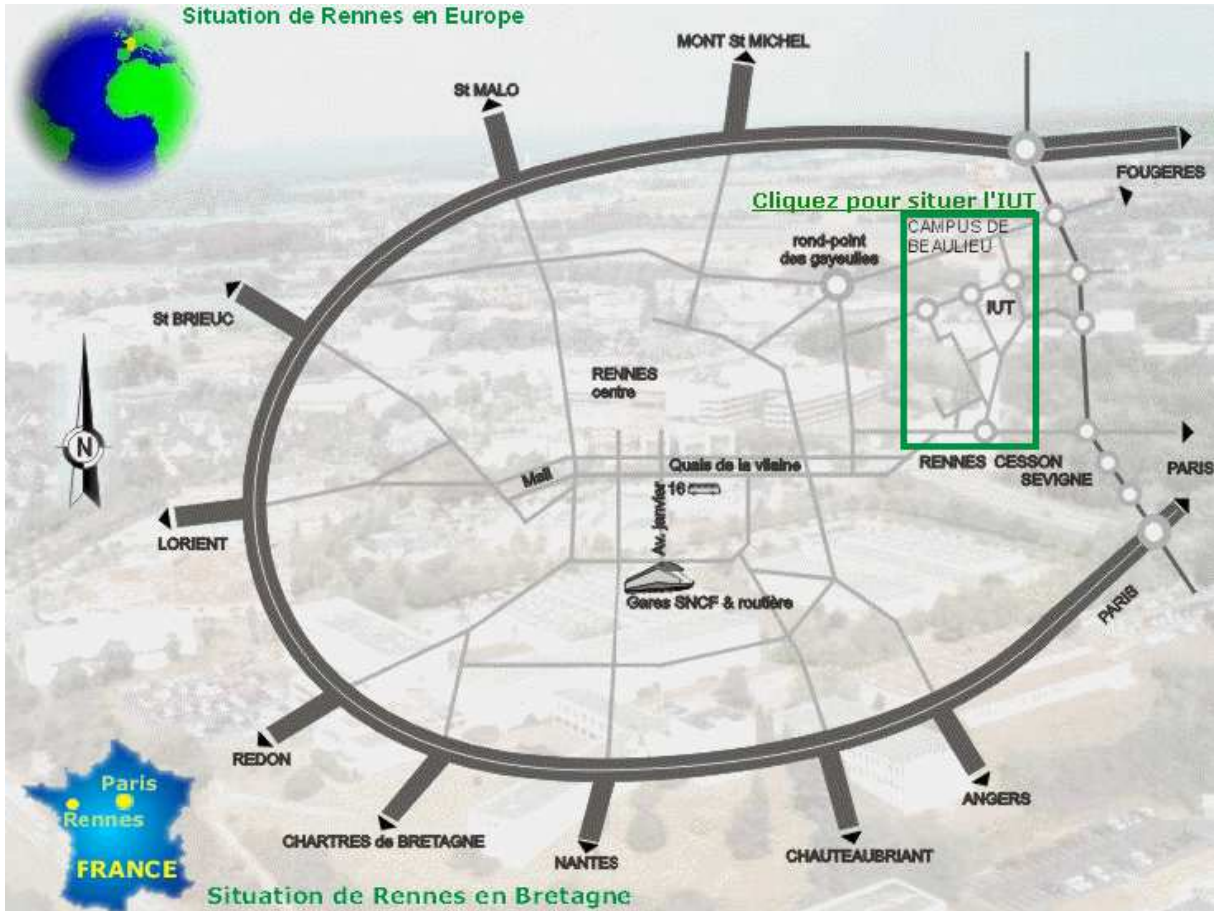 Situation de Rennes en Europe
MONT St MICHEL
St MALO
FOUGERES
Cliquez pour situer l'IUT
CAMPUS DE
BEAULIEU
rond-point
des gayeulles
IUT
St BRIEUC
N
RENNES
centre
Mail
Quais de la vilaine
RENNES CESSON
SEVIGNE
PARIS
16
Av. janvier
LORIENT
Gares SNCF & routière
PARIS
REDON
CHARTRES de BRETAGNE
NANTES
CHAUTEAUBRIANT
ANGERS
Paris
Rennes
FRANCE
Situation de Rennes en Bretagne